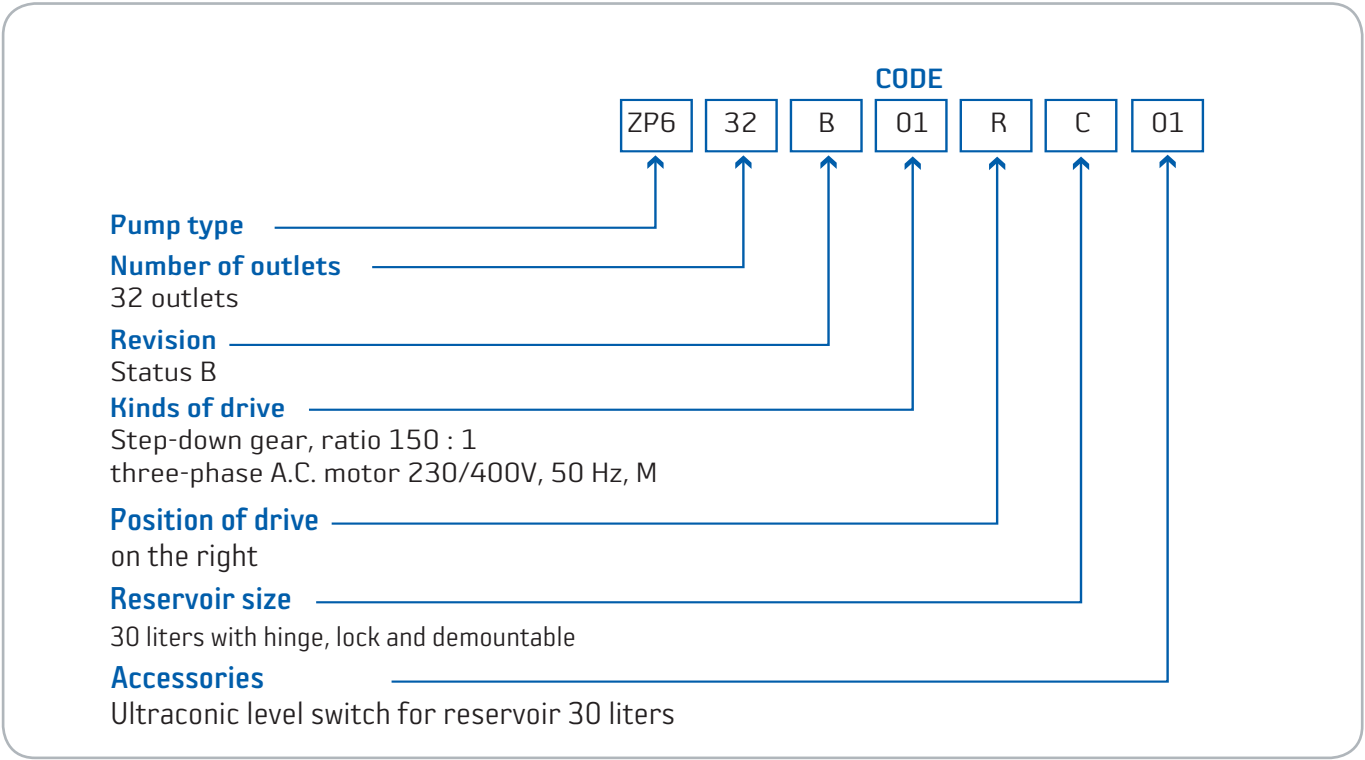 CODE
ZP6 32 B 01 R C 01
Pump type
Number of outlets
32 outlets
Revision
Status B
Kinds of drive
Step-down gear, ratio 150 : 1
three-phase A.C. motor 230/400V, 50 Hz, M
Position of drive
on the right
Reservoir size
30 liters with hinge, lock and demountable
Accessories
Ultraconic level switch for reservoir 30 liters